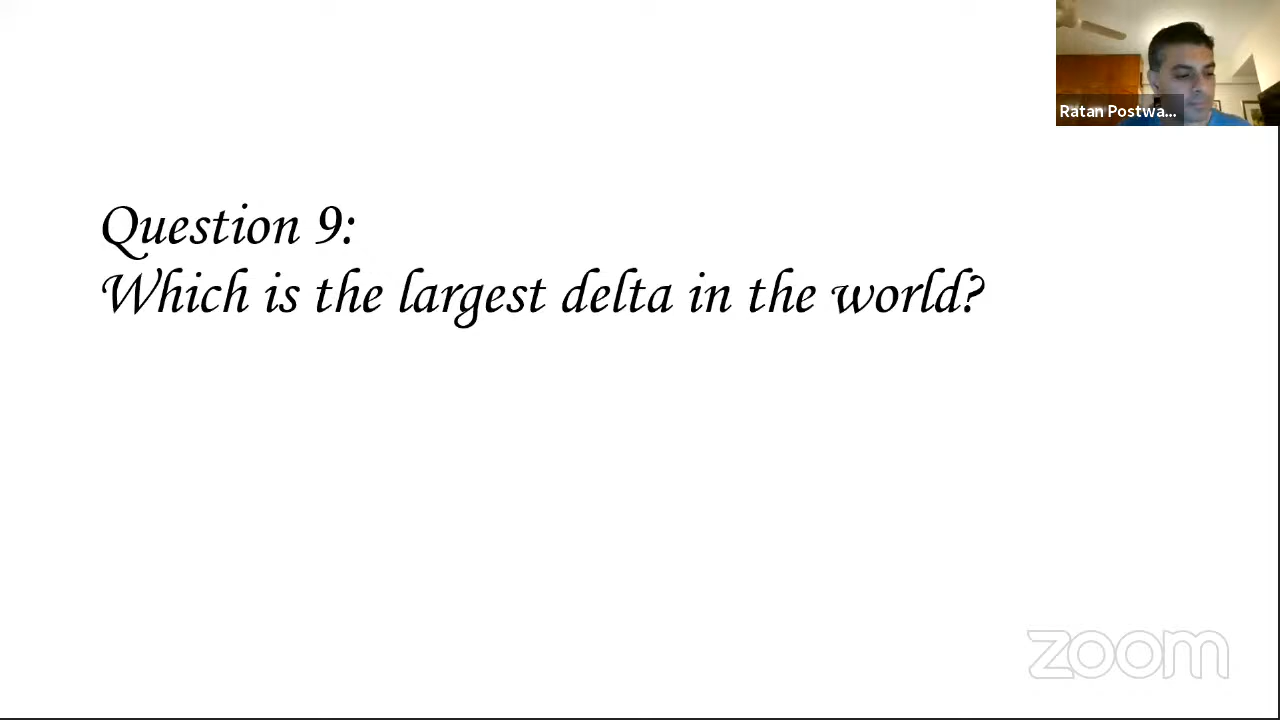 Ratan Postwa...
Question 9:
Which is the largest delta in the world?
zoom